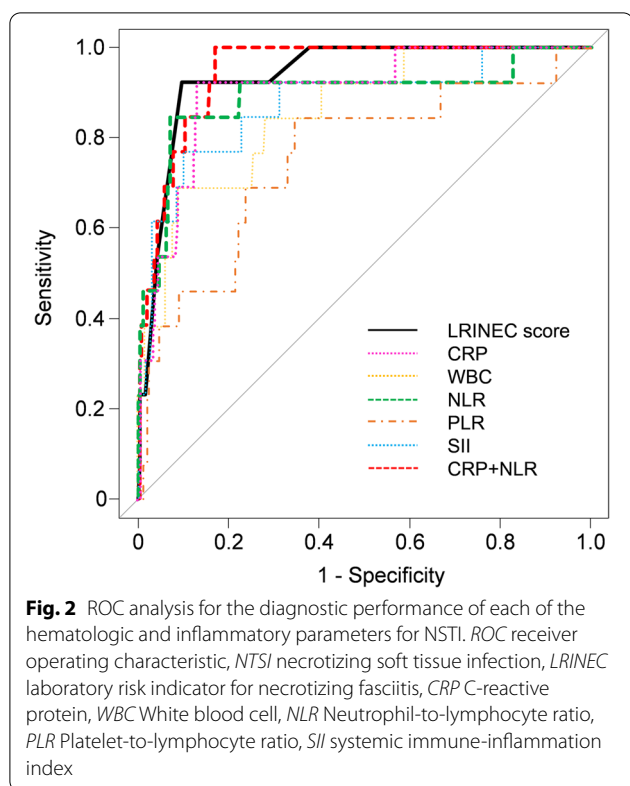 1.0
0.8
0.6
0.4
0.2
0
Sensitivity
LRINEC score
CRP
WBC
NLR
PLR
SII
CRP+NLR
0 0.2 0.4 0.6 0.8 1.0
1 - Specificity
Fig. 2 ROC analysis for the diagnostic performance of each of the
hematologic and inflammatory parameters for NSTI. ROC receiver
operating characteristic, NTSI necrotizing soft tissue infection, LRINEC
laboratory risk indicator for necrotizing fasciitis, CRP C-reactive
protein, WBC White blood cell, NLR Neutrophil-to-lymphocyte ratio,
PLR Platelet-to-lymphocyte ratio, SII systemic immune-inflammation
index